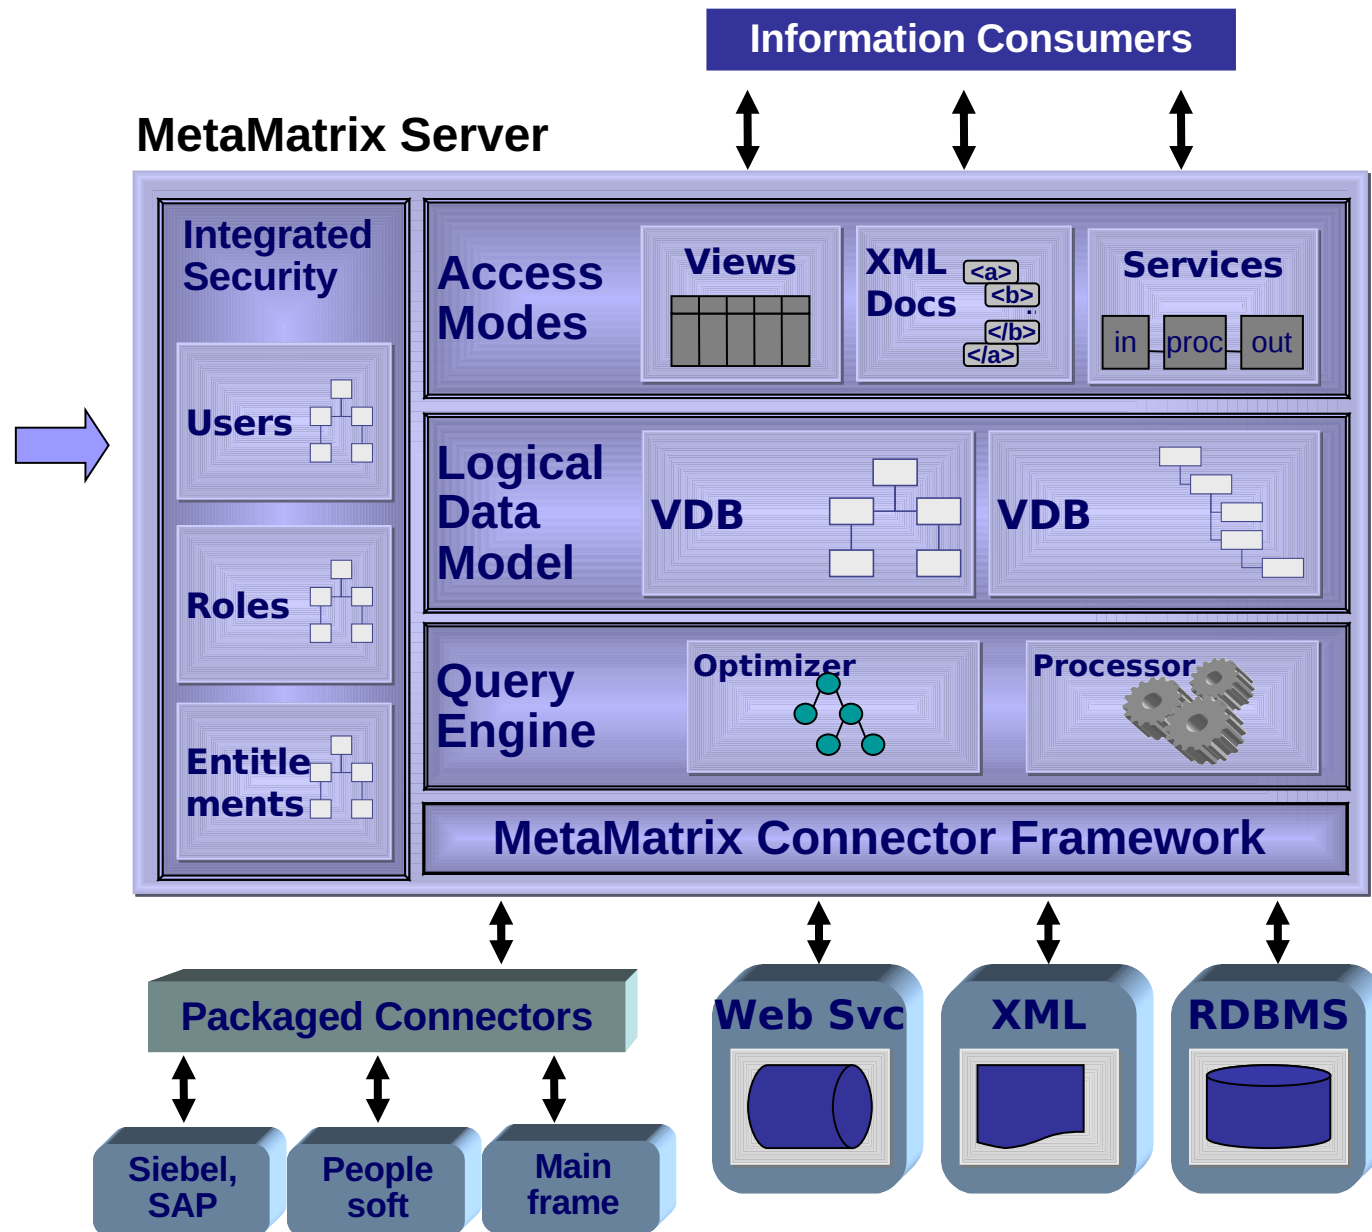 Information Consumers
MetaMatrix Server
Integrated
Security
Users
Roles
Entitle
ments
Access
Modes
Views
XML
Docs
<a>
<b>
..
</b>
</a>
Services
in
proc
out
Logical
Data
Model
VDB
VDB
Query
Engine
Optimizer
Processor
MetaMatrix Connector Framework
Packaged Connectors
Siebel,
SAP
People
soft
Main
frame
Web Svc
XML
RDBMS